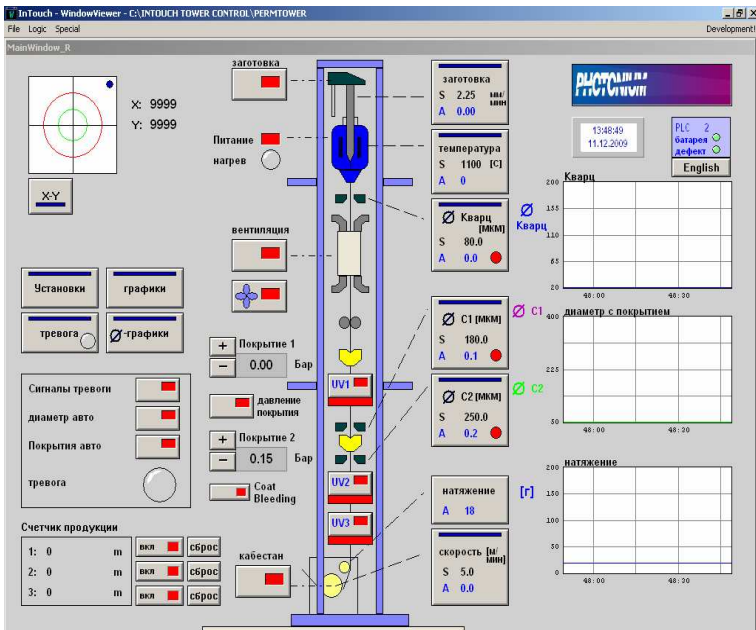 InTouch - WindowViewer - C:\INTOUCH TOWER CONTROL\PERMTOWER
File Logic Special
Development!
MainWindow_R
X: 9999
Y: 9999
X-Y
Установки
графики
тревога
Ø-графики
Сигналы тревоги
диаметр авто
Покрытия авто
тревога
Счетчик продукции
1: 0 m
вкл
сброс
2: 0 m
вкл
сброс
3: 0 m
вкл
сброс
заготовка
Питание
нагрев
вентиляция
+ Покрытие 1
− 0.00 Бар
давление
покрытия
+ Покрытие 2
− 0.15 Бар
Coat
Bleeding
кабестан
UV1
UV2
UV3
заготовка
S 2.25 мм/
мин
A 0.00
температура
S 1100 [C]
A 0
Ø Кварц
[МКМ]
S 80.0
A 0.0
Ø C1 [МКМ]
S 180.0
A 0.1
Ø C2 [МКМ]
S 250.0
A 0.2
натяжение
A 18
скорость [м/
мин]
S 5.0
A 0.0
Ø
Кварц
Ø C1
Ø C2
[г]
PHOTONIUM
13:48:49
11.12.2009
PLC 2
батарея
дефект
English
Кварц
200
155
110
65
20
48:00 48:20
диаметр с покрытием
400
225
50
48:00 48:20
натяжение
200
150
100
50
0
48:00 48:20